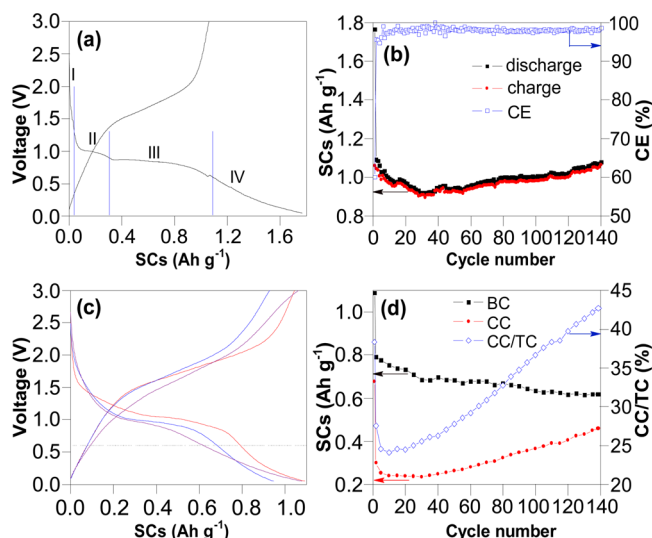 (a)
I
II
III
IV
Voltage (V)
3.0
2.5
2.0
1.5
1.0
0.5
0.0
0.0 0.4 0.8 1.2 1.6
SCs (Ah g⁻¹)
(b)
discharge
charge
CE
SCs (Ah g⁻¹)
1.8
1.6
1.4
1.2
1.0
0.8
CE (%)
100
90
80
70
60
50
0 20 40 60 80 100 120 140
Cycle number
(c)
Voltage (V)
3.0
2.5
2.0
1.5
1.0
0.5
0.0
0.0 0.2 0.4 0.6 0.8 1.0
SCs (Ah g⁻¹)
(d)
BC
CC
CC/TC
SCs (Ah g⁻¹)
1.0
0.8
0.6
0.4
0.2
CC/TC (%)
45
40
35
30
25
20
0 20 40 60 80 100 120 140
Cycle number